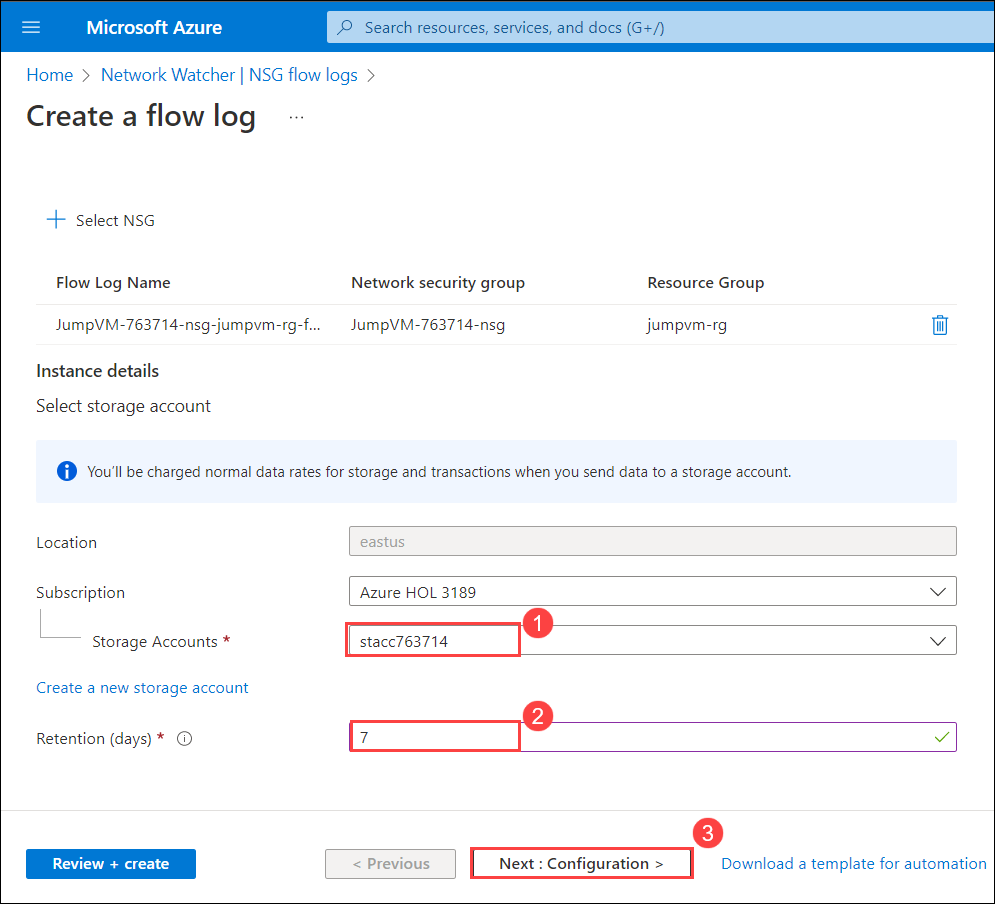 Microsoft Azure
Search resources, services, and docs (G+/)
Home > Network Watcher | NSG flow logs >
Create a flow log ...
+ Select NSG
Flow Log Name Network security group Resource Group
JumpVM-763714-nsg-jumpvm-rg-f... JumpVM-763714-nsg jumpvm-rg
Instance details
Select storage account
You'll be charged normal data rates for storage and transactions when you send data to a storage account.
Location eastus
Subscription Azure HOL 3189
1
Storage Accounts * stacc763714
Create a new storage account
2
Retention (days) * 7
3
Review + create < Previous Next : Configuration > Download a template for automation